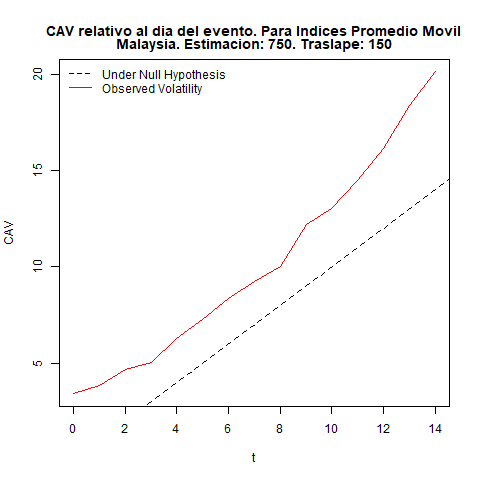 CAV relativo al dia del evento. Para Indices Promedio Movil
Malaysia. Estimacion: 750. Traslape: 150
Under Null Hypothesis
Observed Volatility
20
15
10
5
CAV
0 2 4 6 8 10 12 14
t